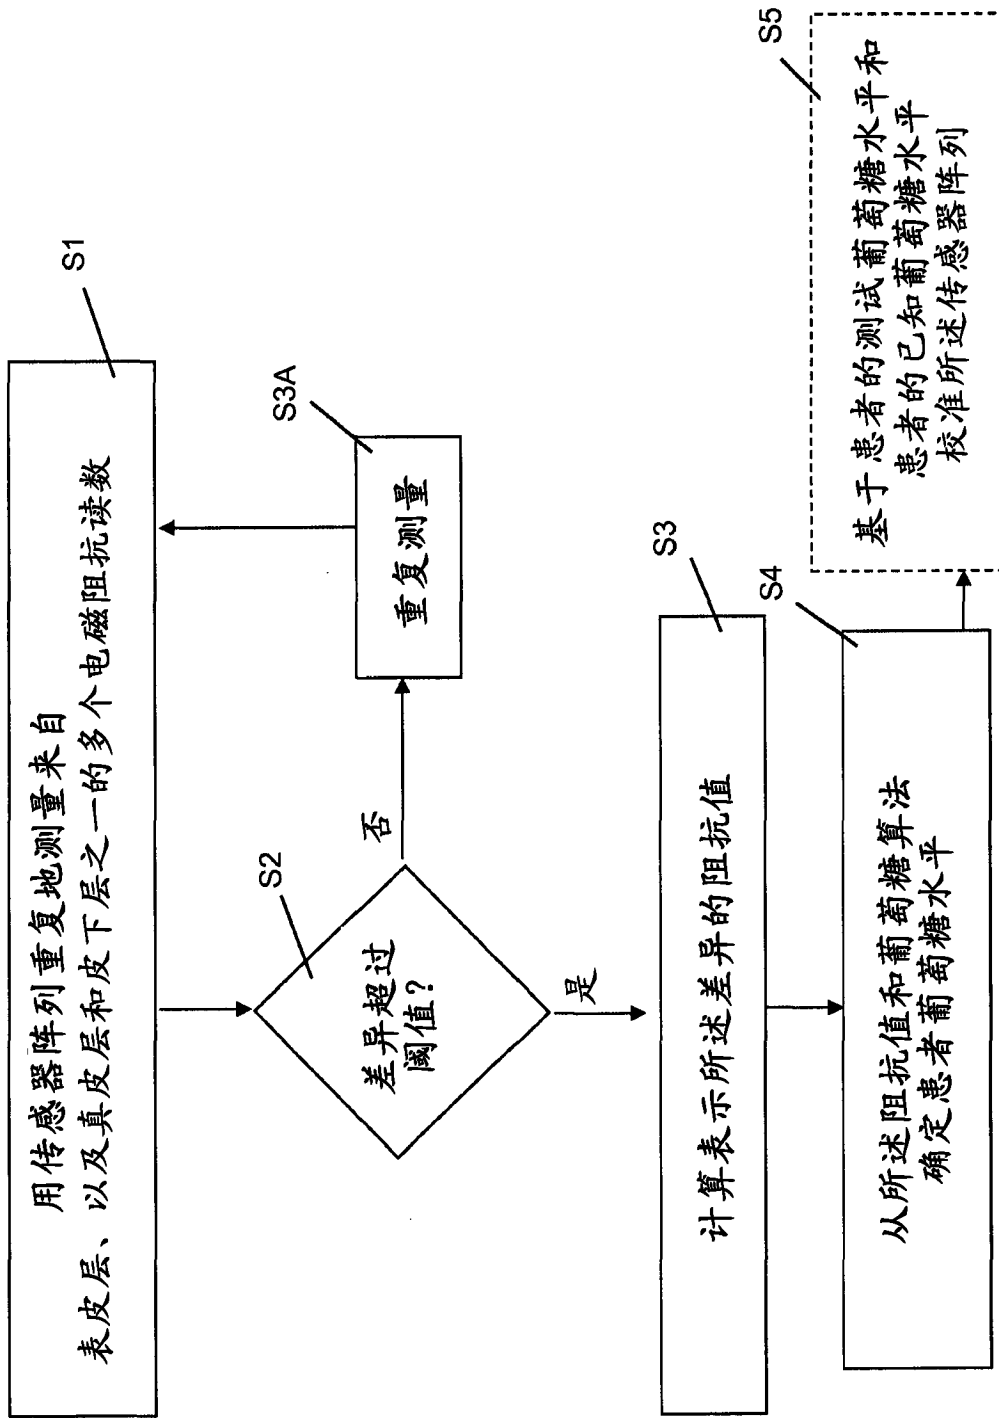 用传感器阵列重复地测量来自
表皮层、以及真皮层和皮下层之一的多个电磁阻抗读数
S1
差异超过
阈值?
S2
否
重复测量
S3A
是
计算表示所述差异的阻抗值
S3
从所述阻抗值和葡萄糖算法
确定患者葡萄糖水平
S4
基于患者的测试葡萄糖水平和
患者的已知葡萄糖水平
校准所述传感器阵列
S5